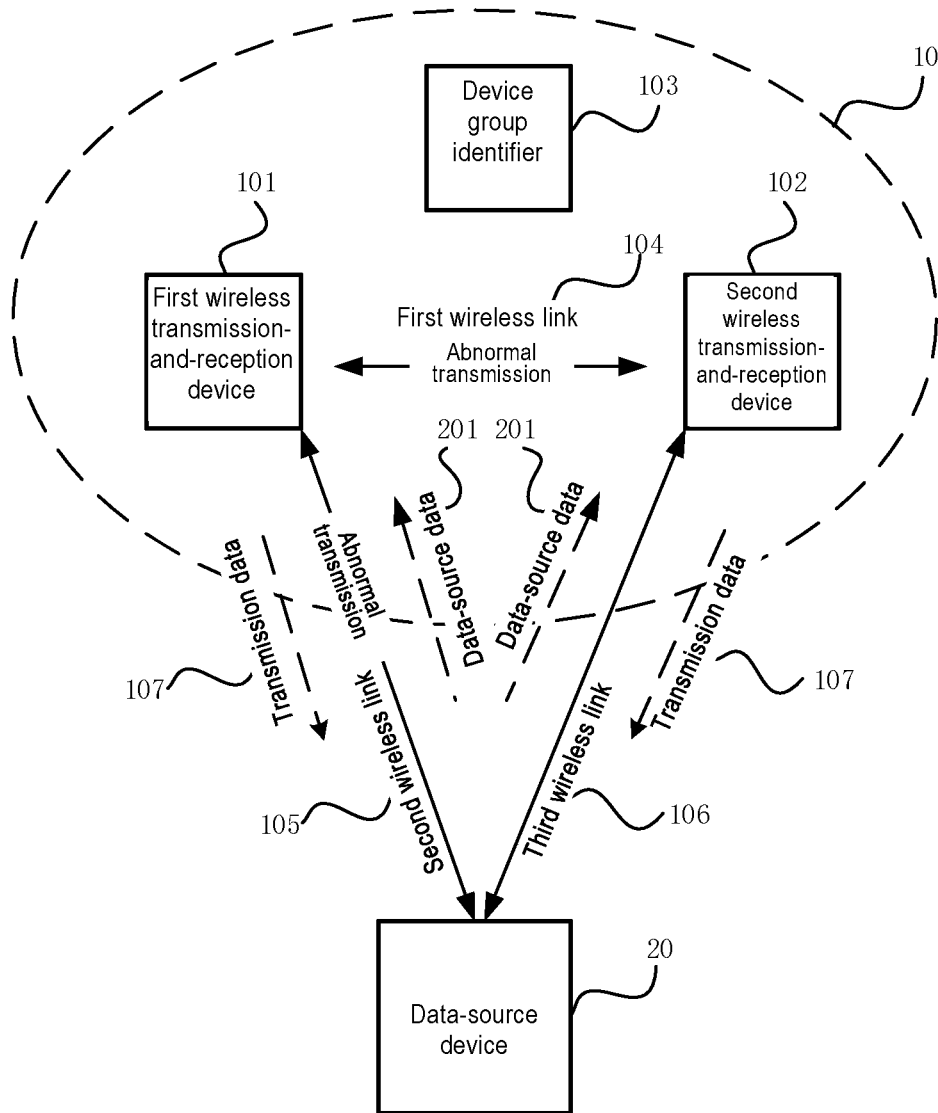 10
Device
group
identifier
103
101
102
104
First wireless
transmission-
and-reception
device
First wireless link
Abnormal
transmission
Second
wireless
transmission-
and-reception
device
201
201
Data-source data
Data-source data
Abnormal
transmission
Transmission data
Transmission data
107
107
Second wireless link
Third wireless link
105
106
20
Data-source
device